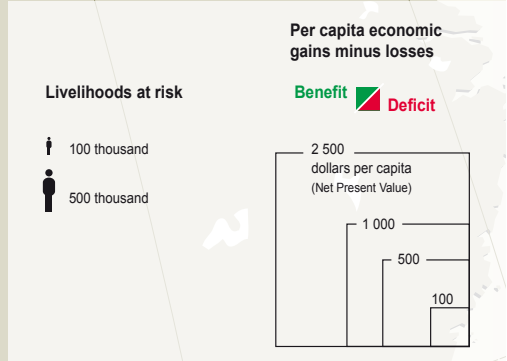 Per capita economic
gains minus losses
Livelihoods at risk
Benefit
Deficit
100 thousand
500 thousand
2 500
dollars per capita
(Net Present Value)
1 000
500
100